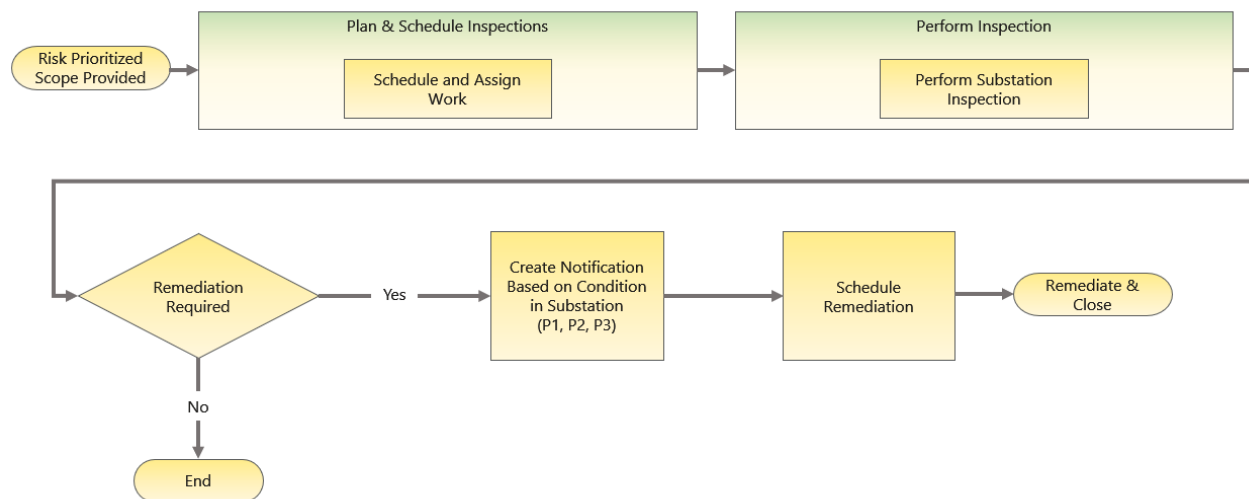 Plan & Schedule Inspections
Perform Inspection
Risk Prioritized
Scope Provided
Schedule and Assign
Work
Perform Substation
Inspection
Remediation
Required
Yes
Create Notification
Based on Condition
in Substation
(P1, P2, P3)
Schedule
Remediation
Remediate &
Close
No
End